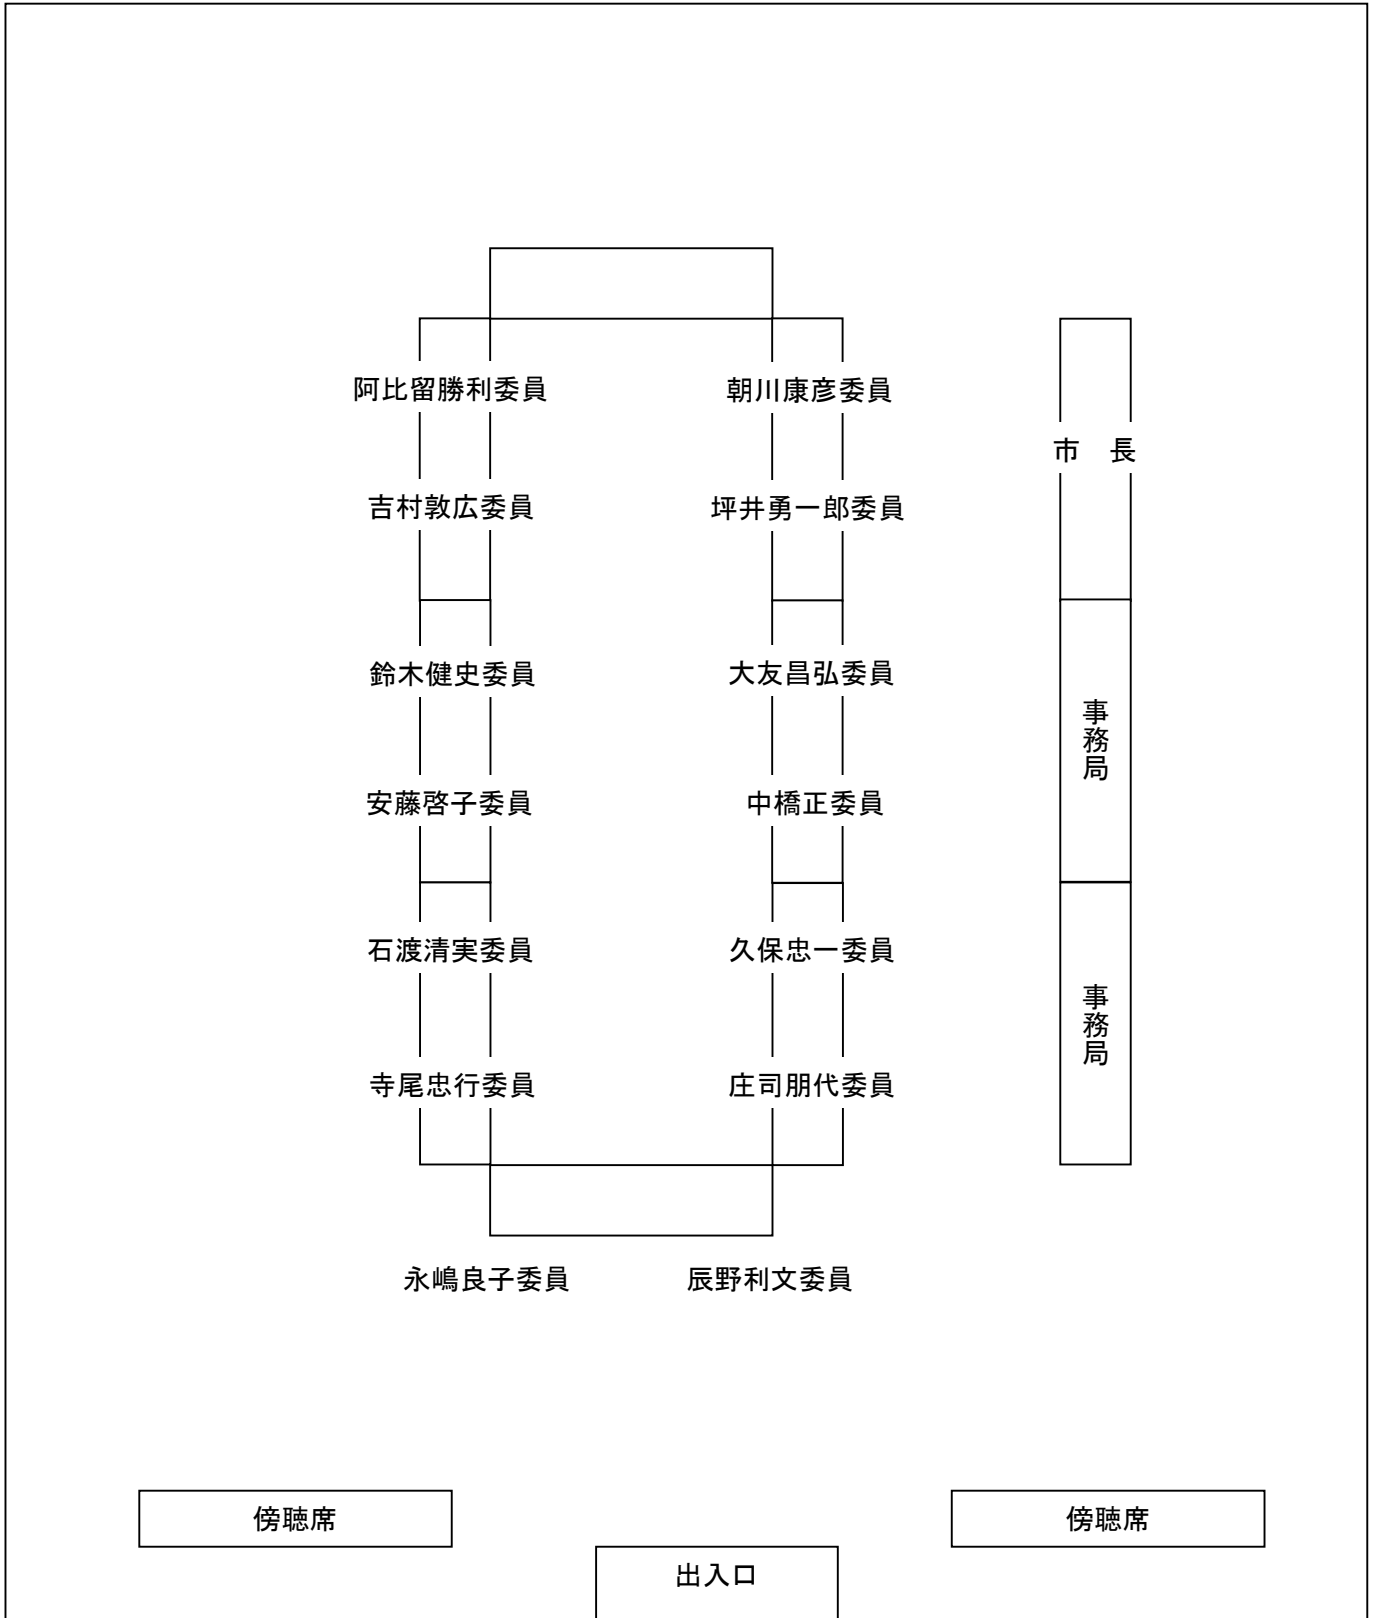 阿比留勝利委員
朝川康彦委員
市　長
吉村敦広委員
坪井勇一郎委員
鈴木健史委員
大友昌弘委員
事務局
安藤啓子委員
中橋正委員
石渡清実委員
久保忠一委員
事務局
寺尾忠行委員
庄司朋代委員
永嶋良子委員
辰野利文委員
傍聴席
傍聴席
出入口